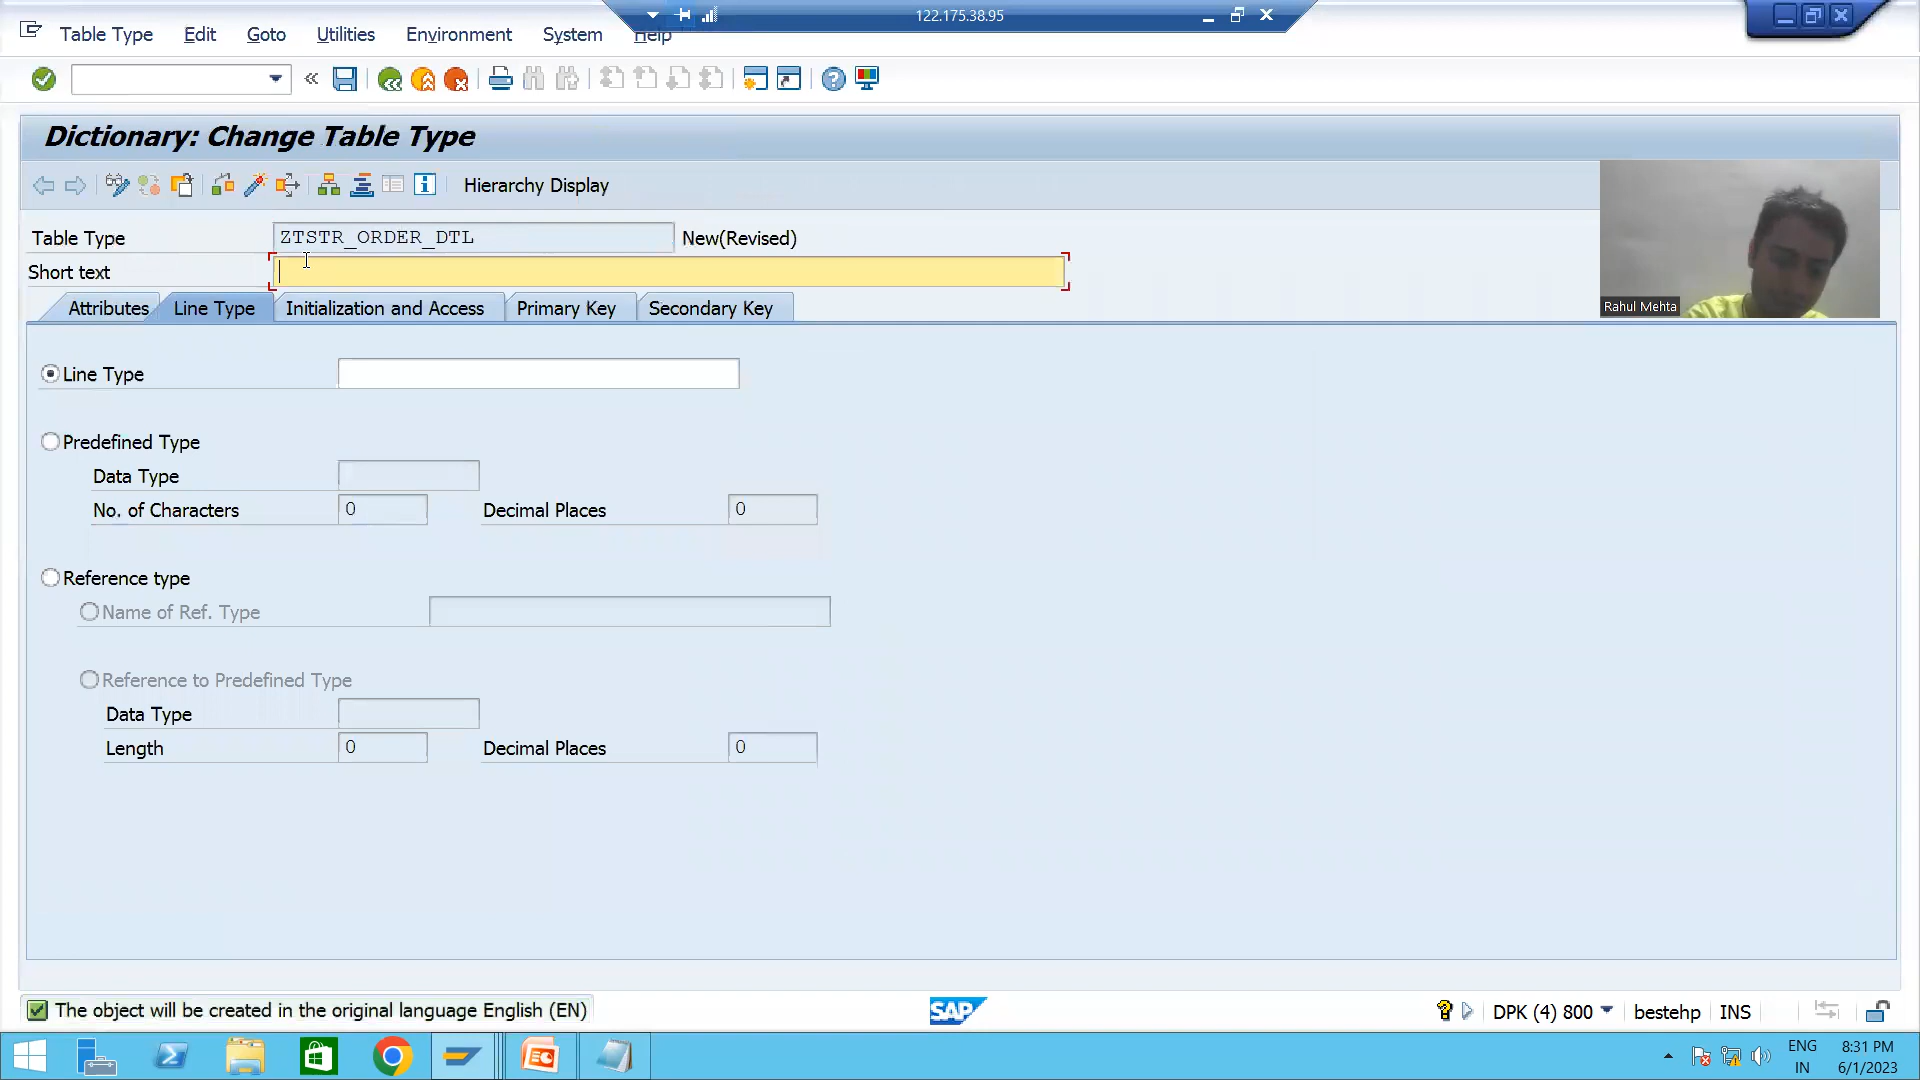 122.175.38.95
Table Type Edit Goto Utilities Environment System Help
Dictionary: Change Table Type
Hierarchy Display
Table Type ZTSTR_ORDER_DTL New(Revised)
Short text
Attributes Line Type Initialization and Access Primary Key Secondary Key
Rahul Mehta
Line Type
Predefined Type
Data Type
No. of Characters 0 Decimal Places 0
Reference type
Name of Ref. Type
Reference to Predefined Type
Data Type
Length 0 Decimal Places 0
The object will be created in the original language English (EN) SAP DPK (4) 800 bestehp INS
ENG 8:31 PM
IN 6/1/2023